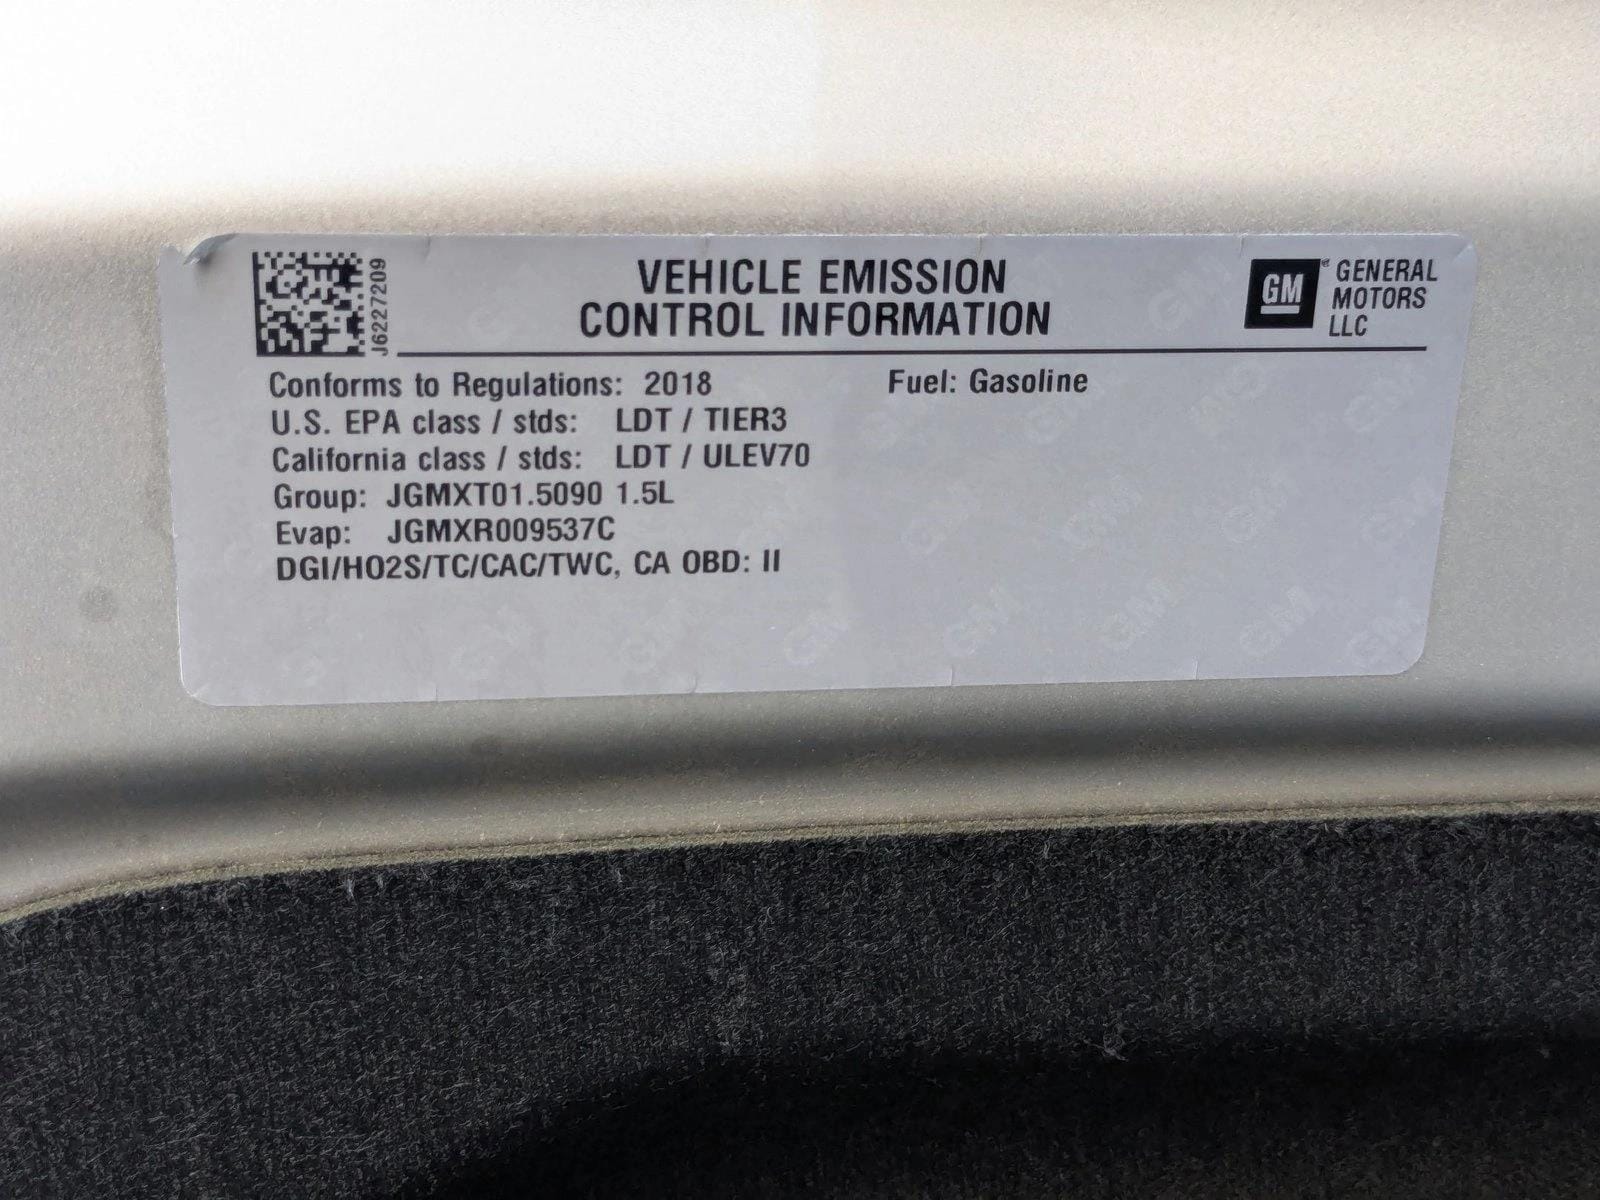 J6227209
VEHICLE EMISSION
CONTROL INFORMATION
GM® GENERAL
MOTORS
LLC
Conforms to Regulations: 2018 Fuel: Gasoline
U.S. EPA class / stds: LDT / TIER3
California class / stds: LDT / ULEV70
Group: JGMXT01.5090 1.5L
Evap: JGMXR009537C
DGI/HO2S/TC/CAC/TWC, CA OBD: II